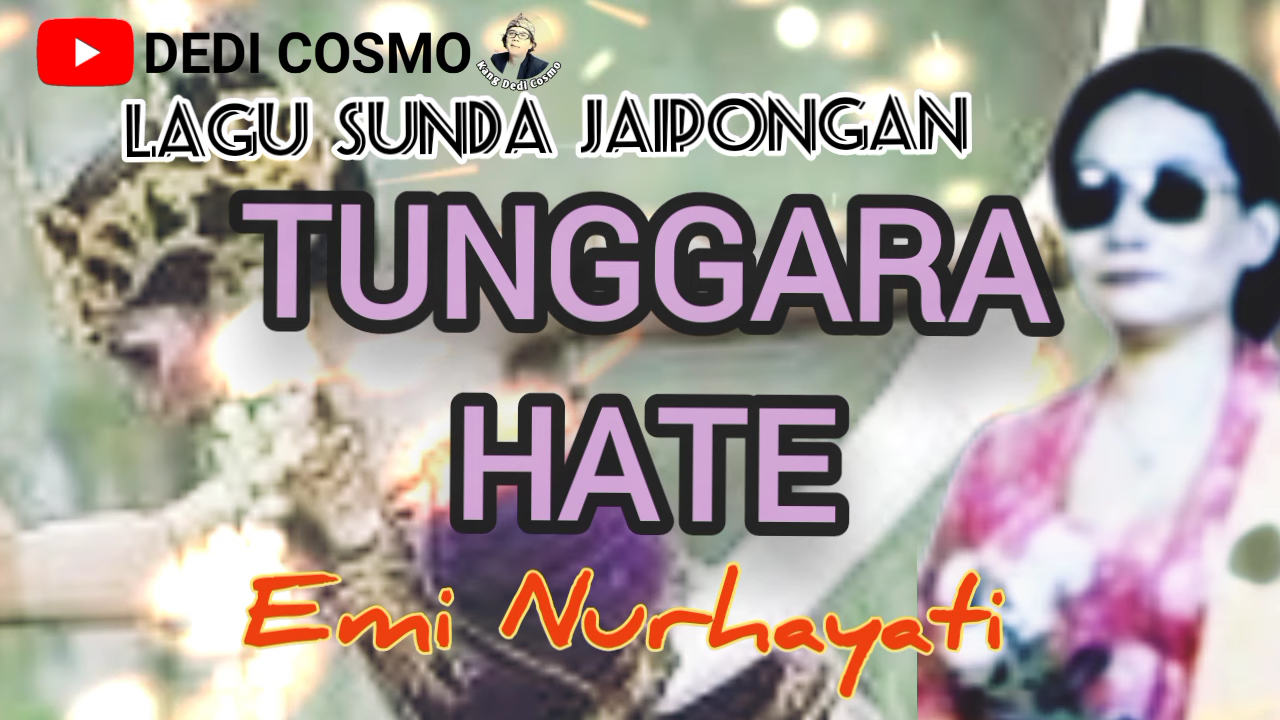 DEDI COSMO
Kang Dedi Cosmo
LAGU SUNDA JAIPONGAN
TUNGGARA
HATE
Emi Nurhayati